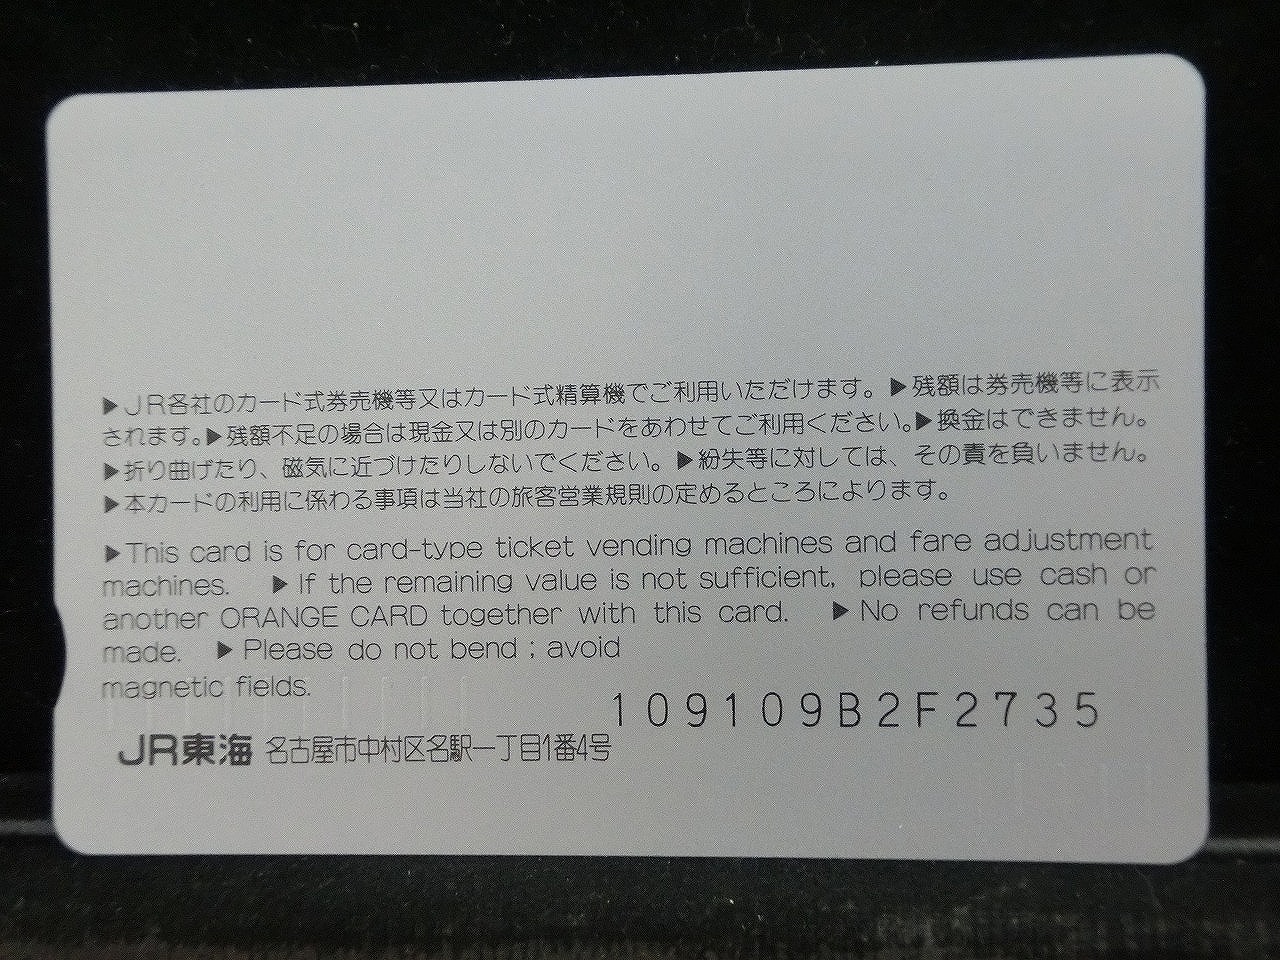 ▶JR各社のカード式券売機等又はカード式精算機でご利用いただけます。▶残額は券売機等に表示
されます。▶残額不足の場合は現金又は別のカードをあわせてご利用ください。▶換金はできません。
▶折り曲げたり、磁気に近づけたりしないでください。▶紛失等に対しては、その責を負いません。
▶本カードの利用に係わる事項は当社の旅客営業規則の定めるところによります。
▶This card is for card-type ticket vending machines and fare adjustment
machines. ▶If the remaining value is not sufficient, please use cash or
another ORANGE CARD together with this card. ▶No refunds can be
made. ▶Please do not bend ; avoid
magnetic fields.
109109B2F2735
JR東海 名古屋市中村区名駅一丁目1番4号